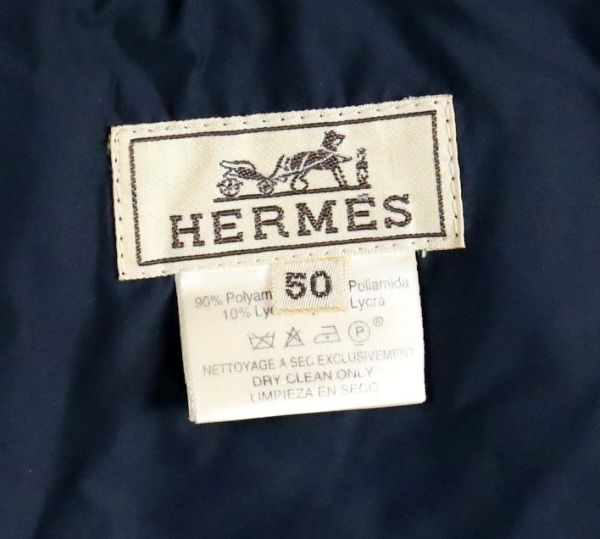 HERMES
50
90% Polyam Poliamida
10% Lyc Lycra
P ®
NETTOYAGE A SEC EXCLUSIVEMENT
DRY CLEAN ONLY
LIMPIEZA EN SECO